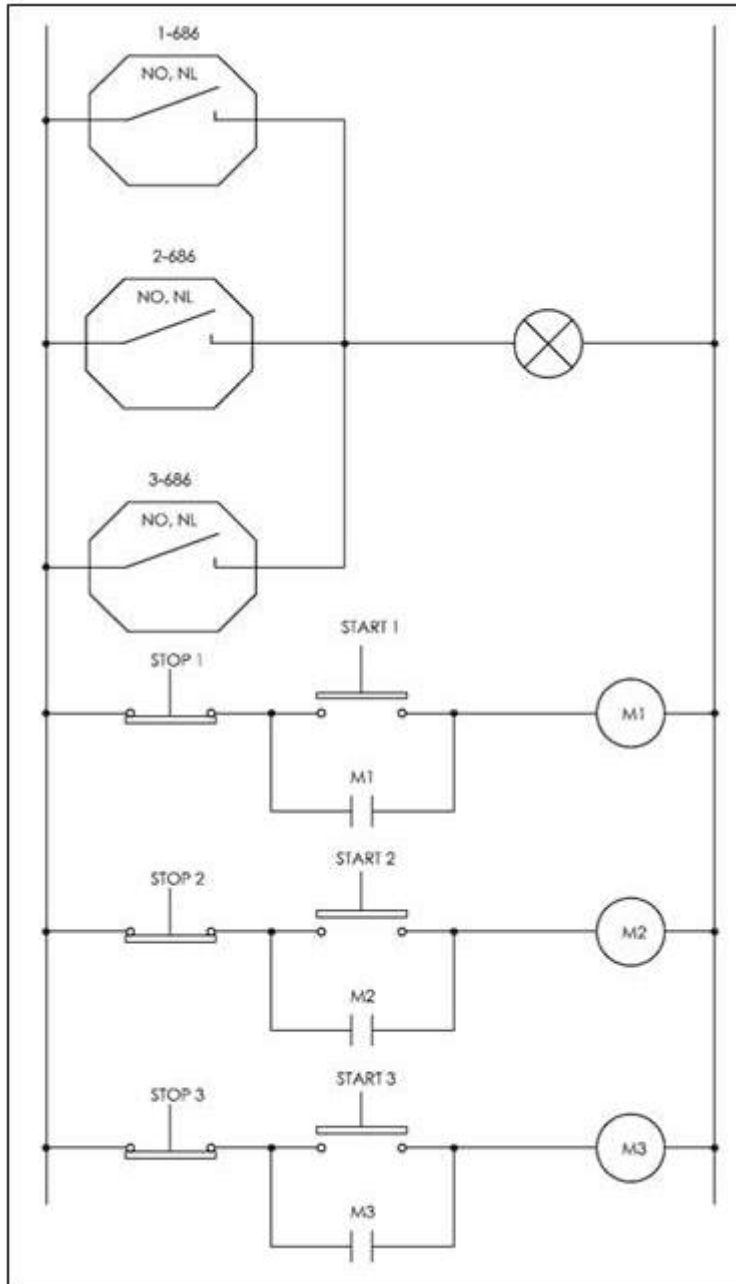 1-686
NO, NL
2-686
NO, NL
3-686
NO, NL
START 1
STOP 1
M1
M1
START 2
STOP 2
M2
M2
START 3
STOP 3
M3
M3